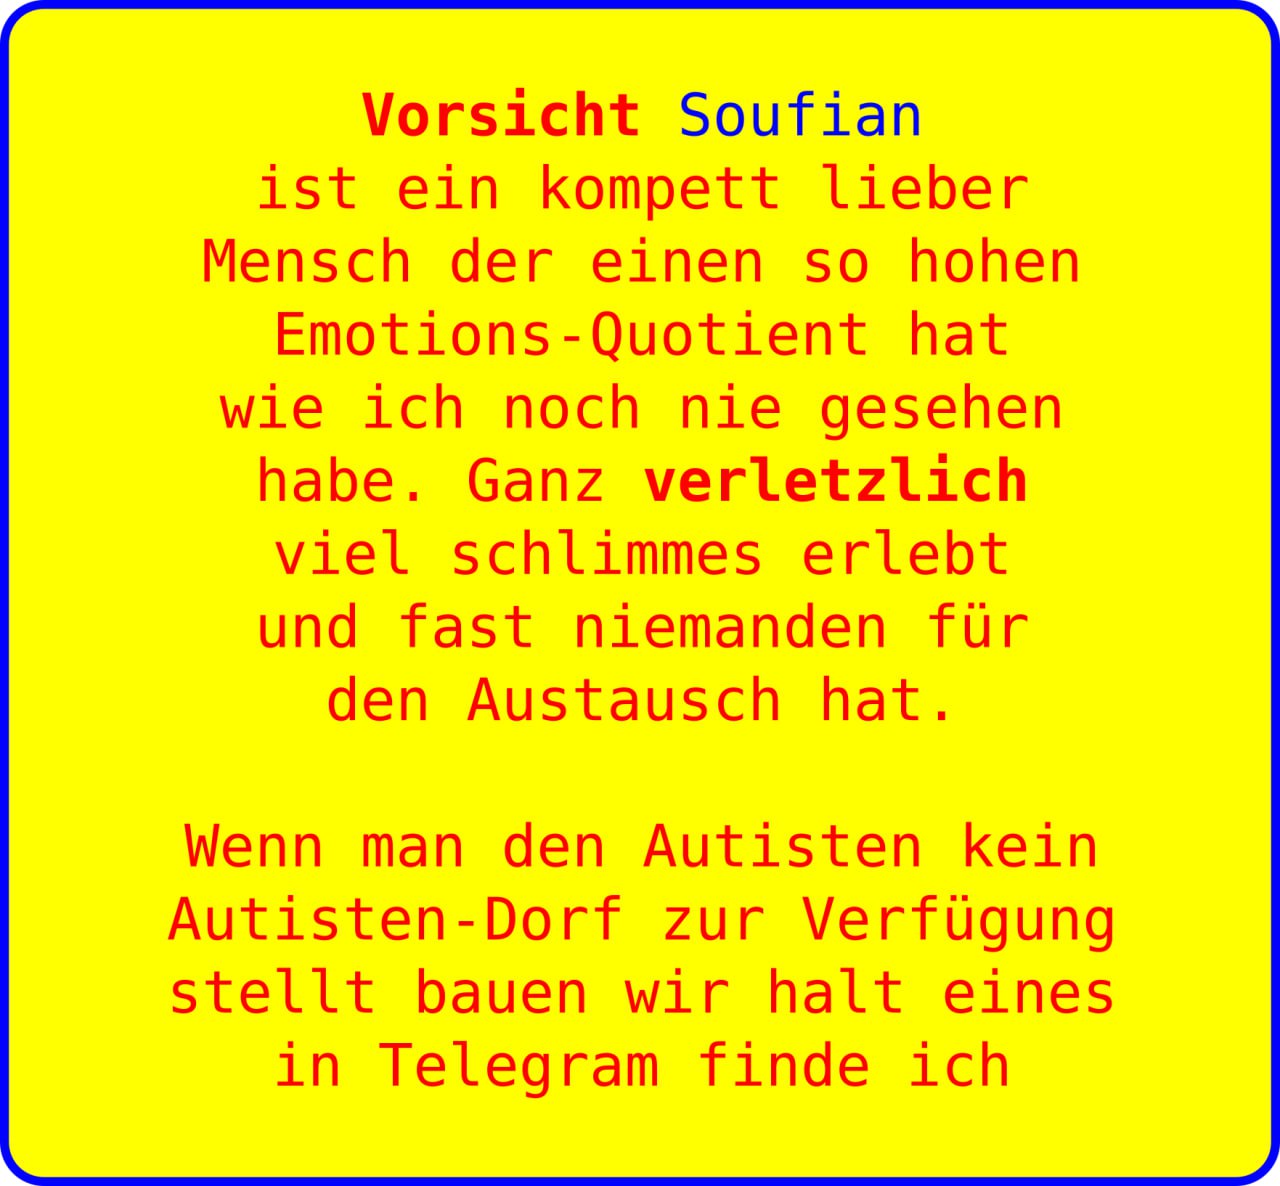 Vorsicht Soufian
ist ein kompett lieber
Mensch der einen so hohen
Emotions-Quotient hat
wie ich noch nie gesehen
habe. Ganz verletzlich
viel schlimmes erlebt
und fast niemanden für
den Austausch hat.
Wenn man den Autisten kein
Autisten-Dorf zur Verfügung
stellt bauen wir halt eines
in Telegram finde ich